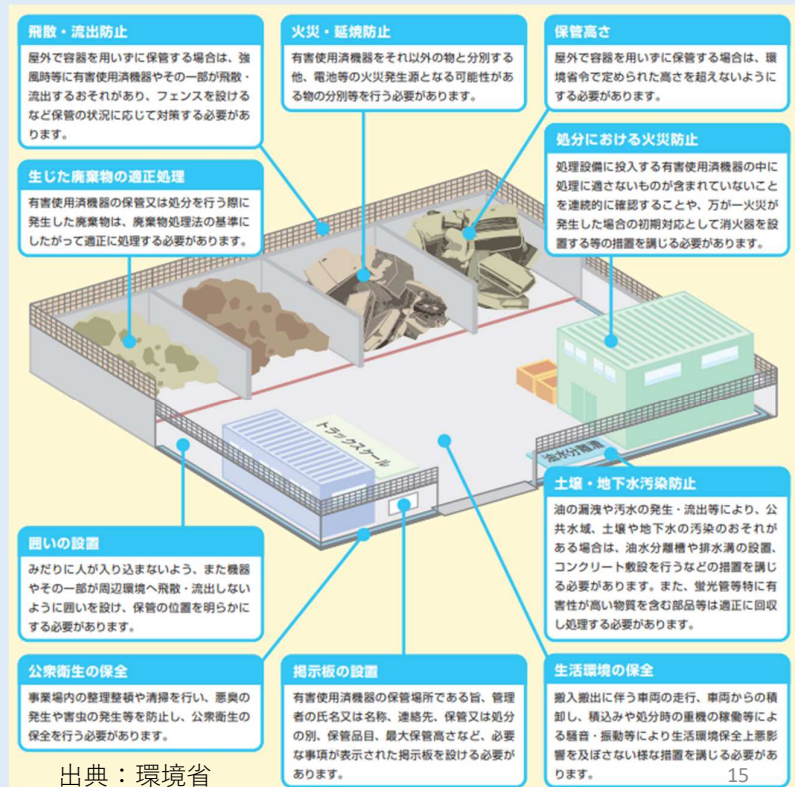 飛散・流出防止
屋外で容器を用いずに保管する場合は、強
風時等に有害使用済機器やその一部が飛散・
流出するおそれがあり、フェンスを設ける
など保管の状況に応じて対策する必要があ
ります。
火災・延焼防止
有害使用済機器をそれ以外の物と分別する
他、電池等の火災発生源となる可能性があ
る物の分別等を行う必要があります。
保管高さ
屋外で容器を用いずに保管する場合は、環
境省令で定められた高さを超えないように
する必要があります。
生じた廃棄物の適正処理
有害使用済機器の保管又は処分を行う際に
発生した廃棄物は、廃棄物処理法の基準に
したがって適正に処理する必要があります。
処分における火災防止
処理設備に投入する有害使用済機器の中に
処理に適さないものが含まれていないこと
を連続的に確認することや、万が一火災が
発生した場合の初期対応として消火器を設
置する等の措置を講じる必要があります。
トラックスケール
油水分離槽
囲いの設置
みだりに人が入り込まないよう、また機器
やその一部が周辺環境へ飛散・流出しない
ように囲いを設け、保管の位置を明らかに
する必要があります。
土壌・地下水汚染防止
油の漏洩や汚水の発生・流出等により、公
共水域、土壌や地下水の汚染のおそれが
ある場合は、油水分離槽や排水溝の設置、
コンクリート敷設を行うなどの措置を講じ
る必要があります。また、蛍光管等特に有
害性が高い物質を含む部品等は適正に回収
し処理する必要があります。
公衆衛生の保全
事業場内の整理整頓や清掃を行い、悪臭の
発生や害虫の発生等を防止し、公衆衛生の
保全を行う必要があります。
掲示板の設置
有害使用済機器の保管場所である旨、管理
者の氏名又は名称、連絡先、保管又は処分
の別、保管品目、最大保管高さなど、必要
な事項が表示された掲示板を設ける必要が
あります。
生活環境の保全
搬入搬出に伴う車両の走行、車両からの積
卸し、積込みや処分時の重機の稼働等によ
る騒音・振動等により生活環境保全上悪影
響を及ぼさない様な措置を講じる必要があ
ります。
出典：環境省
15